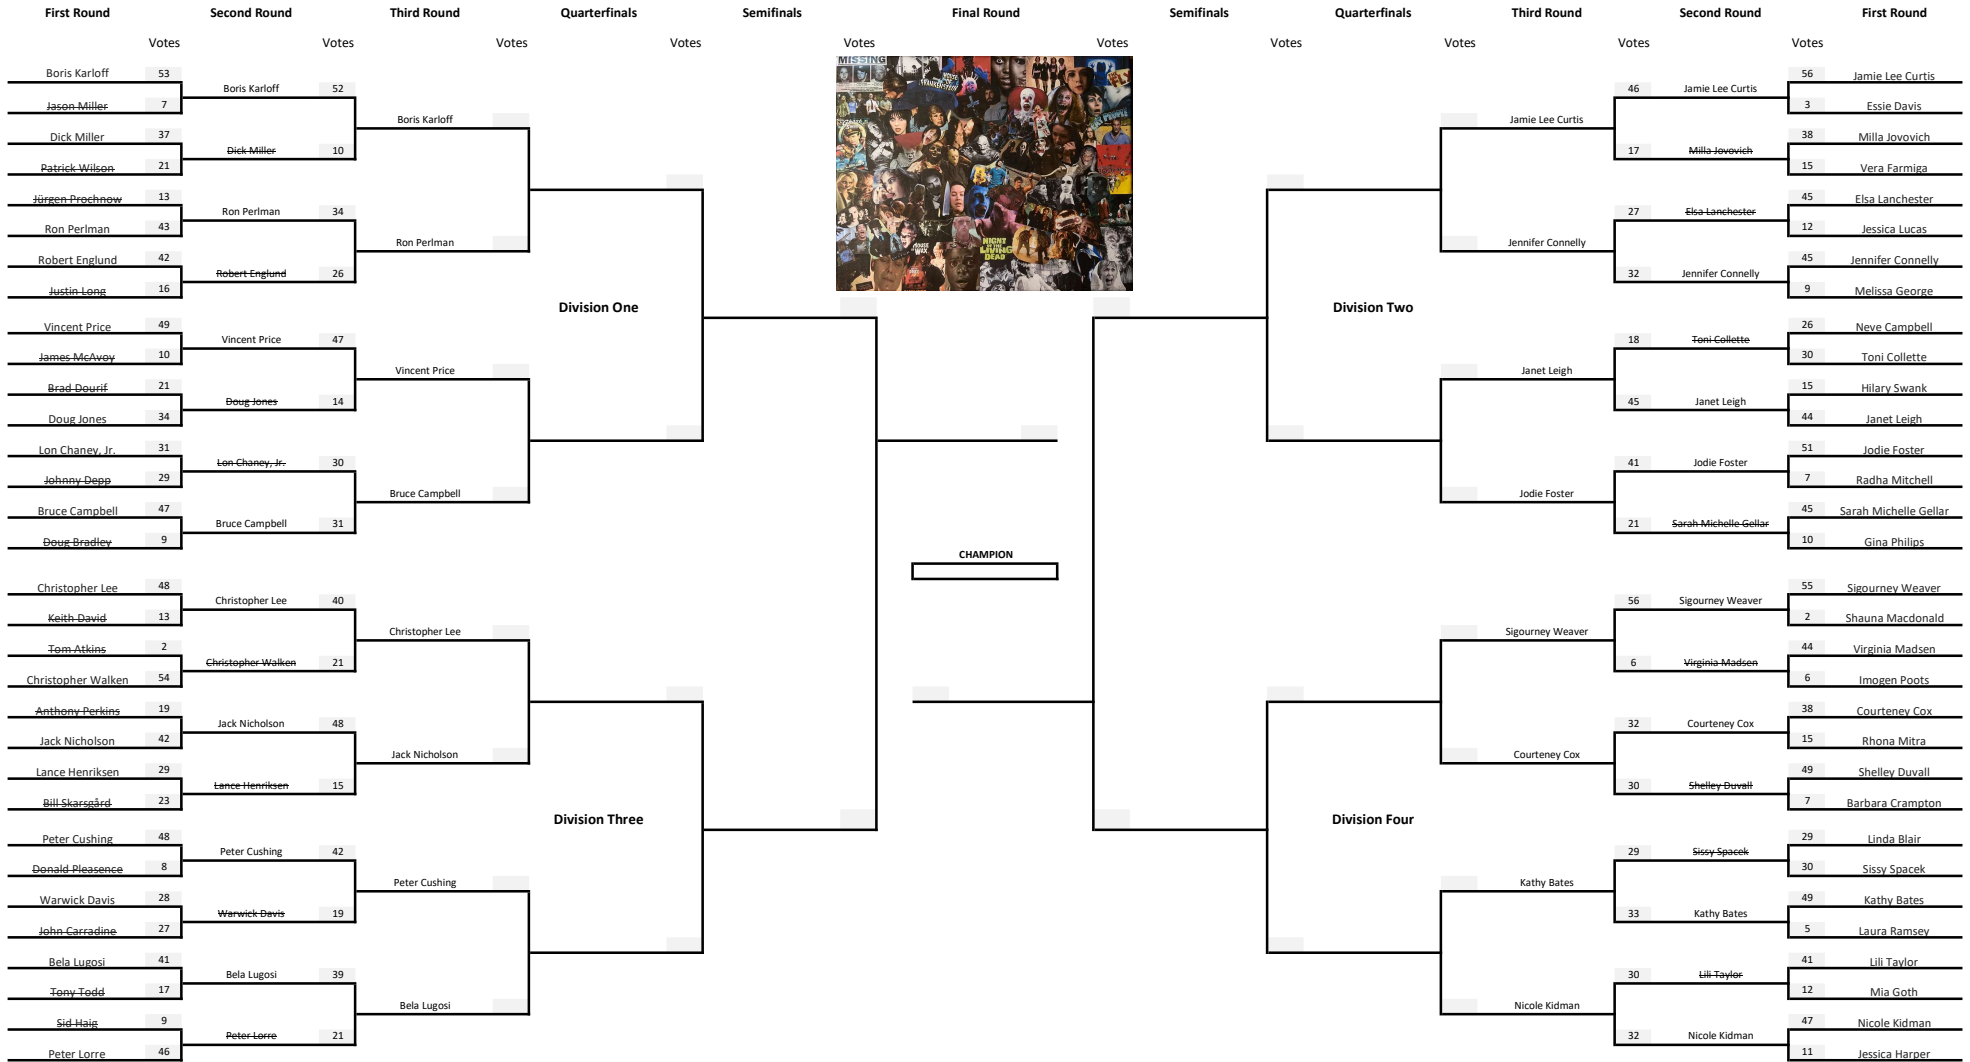 First Round Second Round Third Round Quarterfinals Semifinals Final Round Semifinals Quarterfinals Third Round Second Round First Round
Votes Votes Votes Votes Votes Votes Votes Votes Votes Votes
MISSING
HOUSE OF FRANKENSTEIN
CAT PEOPLE
HOUSE OF WAX
NIGHT OF THE LIVING DEAD
Boris Karloff 53
Jason Miller 7
Dick Miller 37
Patrick Wilson 21
Jürgen Prochnow 13
Ron Perlman 43
Robert Englund 42
Justin Long 16
Vincent Price 49
James McAvoy 10
Brad Dourif 21
Doug Jones 34
Lon Chaney, Jr. 31
Johnny Depp 29
Bruce Campbell 47
Doug Bradley 9
Christopher Lee 48
Keith David 13
Tom Atkins 2
Christopher Walken 54
Anthony Perkins 19
Jack Nicholson 42
Lance Henriksen 29
Bill Skarsgård 23
Peter Cushing 48
Donald Pleasence 8
Warwick Davis 28
John Carradine 27
Bela Lugosi 41
Tony Todd 17
Sid Haig 9
Peter Lorre 46
Boris Karloff 52
Dick Miller 10
Ron Perlman 34
Robert Englund 26
Vincent Price 47
Doug Jones 14
Lon Chaney, Jr. 30
Bruce Campbell 31
Christopher Lee 40
Christopher Walken 21
Jack Nicholson 48
Lance Henriksen 15
Peter Cushing 42
Warwick Davis 19
Bela Lugosi 39
Peter Lorre 21
Boris Karloff
Ron Perlman
Vincent Price
Bruce Campbell
Christopher Lee
Jack Nicholson
Peter Cushing
Bela Lugosi
Division One
Division Three
CHAMPION
Division Two
Division Four
Jamie Lee Curtis
Jennifer Connelly
Janet Leigh
Jodie Foster
Sigourney Weaver
Courteney Cox
Kathy Bates
Nicole Kidman
46 Jamie Lee Curtis
17 Milla Jovovich
27 Elsa Lanchester
32 Jennifer Connelly
18 Toni Collette
45 Janet Leigh
41 Jodie Foster
21 Sarah Michelle Gellar
56 Sigourney Weaver
6 Virginia Madsen
32 Courteney Cox
30 Shelley Duvall
29 Sissy Spacek
33 Kathy Bates
30 Lili Taylor
32 Nicole Kidman
56 Jamie Lee Curtis
3 Essie Davis
38 Milla Jovovich
15 Vera Farmiga
45 Elsa Lanchester
12 Jessica Lucas
45 Jennifer Connelly
9 Melissa George
26 Neve Campbell
30 Toni Collette
15 Hilary Swank
44 Janet Leigh
51 Jodie Foster
7 Radha Mitchell
45 Sarah Michelle Gellar
10 Gina Philips
55 Sigourney Weaver
2 Shauna Macdonald
44 Virginia Madsen
6 Imogen Poots
38 Courteney Cox
15 Rhona Mitra
49 Shelley Duvall
7 Barbara Crampton
29 Linda Blair
30 Sissy Spacek
49 Kathy Bates
5 Laura Ramsey
41 Lili Taylor
12 Mia Goth
47 Nicole Kidman
11 Jessica Harper